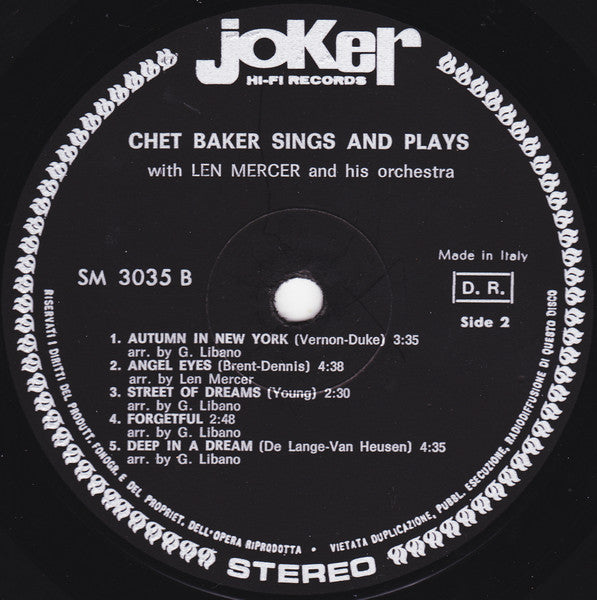 joKer
HI-FI RECORDS
CHET BAKER SINGS AND PLAYS
with LEN MERCER and his orchestra
SM 3035 B
Made in Italy
D. R.
Side 2
1. AUTUMN IN NEW YORK (Vernon-Duke) 3:35
arr. by G. Libano
2. ANGEL EYES (Brent-Dennis) 4:38
arr. by Len Mercer
3. STREET OF DREAMS (Young) 2:30
arr. by G. Libano
4. FORGETFUL 2:48
arr. by G. Libano
5. DEEP IN A DREAM (De Lange-Van Heusen) 4:35
arr. by G. Libano
RISERVATI I DIRITTI DEL PRODUTT. FONOGR. E DEL PROPRIET. DELL'OPERA RIPRODOTTA • VIETATA DUPLICAZIONE, PUBBL. ESECUZIONE, RADIODIFFUSIONE DI QUESTO DISCO
STEREO